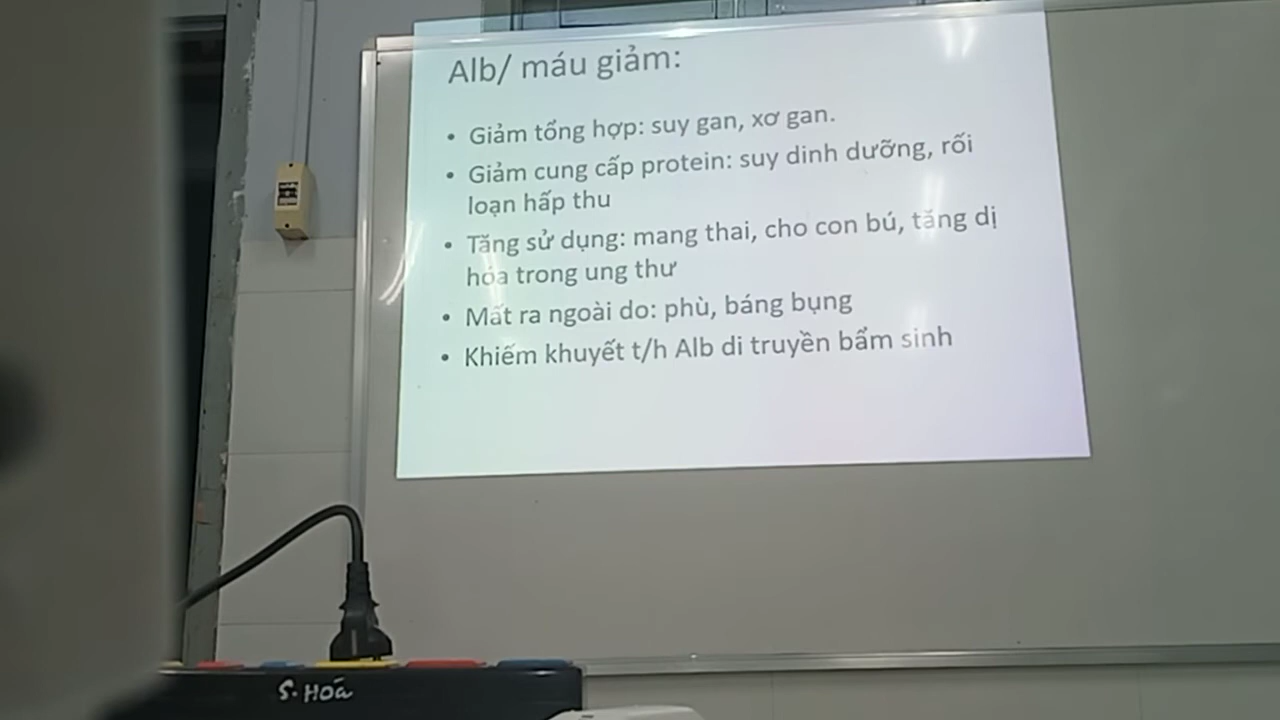 Alb/ máu giảm:
• Giảm tổng hợp: suy gan, xơ gan.
• Giảm cung cấp protein: suy dinh dưỡng, rối
loạn hấp thu
• Tăng sử dụng: mang thai, cho con bú, tăng dị
hóa trong ung thư
• Mất ra ngoài do: phù, báng bụng
• Khiếm khuyết t/h Alb di truyền bẩm sinh
S. HOÁ